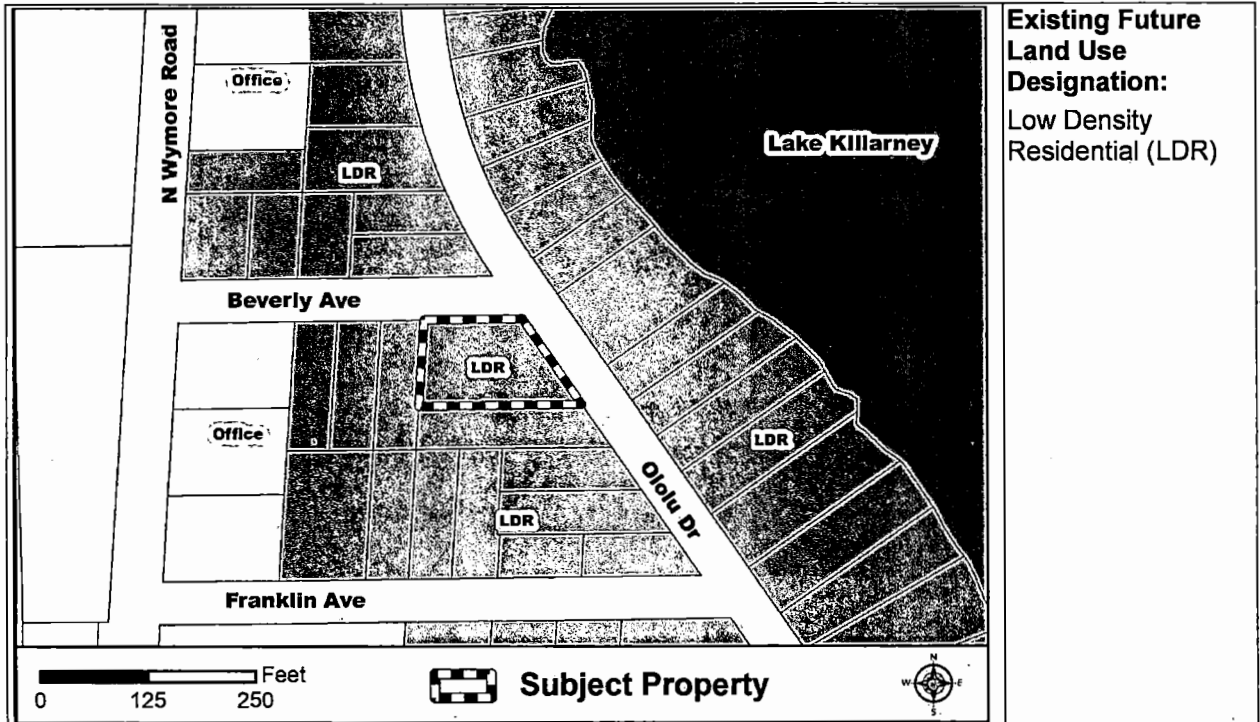 Existing Future
Land Use
Designation:
Low Density
Residential (LDR)
N Wymore Road
Office
LDR
Lake Killarney
Beverly Ave
LDR
Office
LDR
LDR
Ololu Dr
Franklin Ave
Feet
0 125 250
Subject Property
N
W E
S